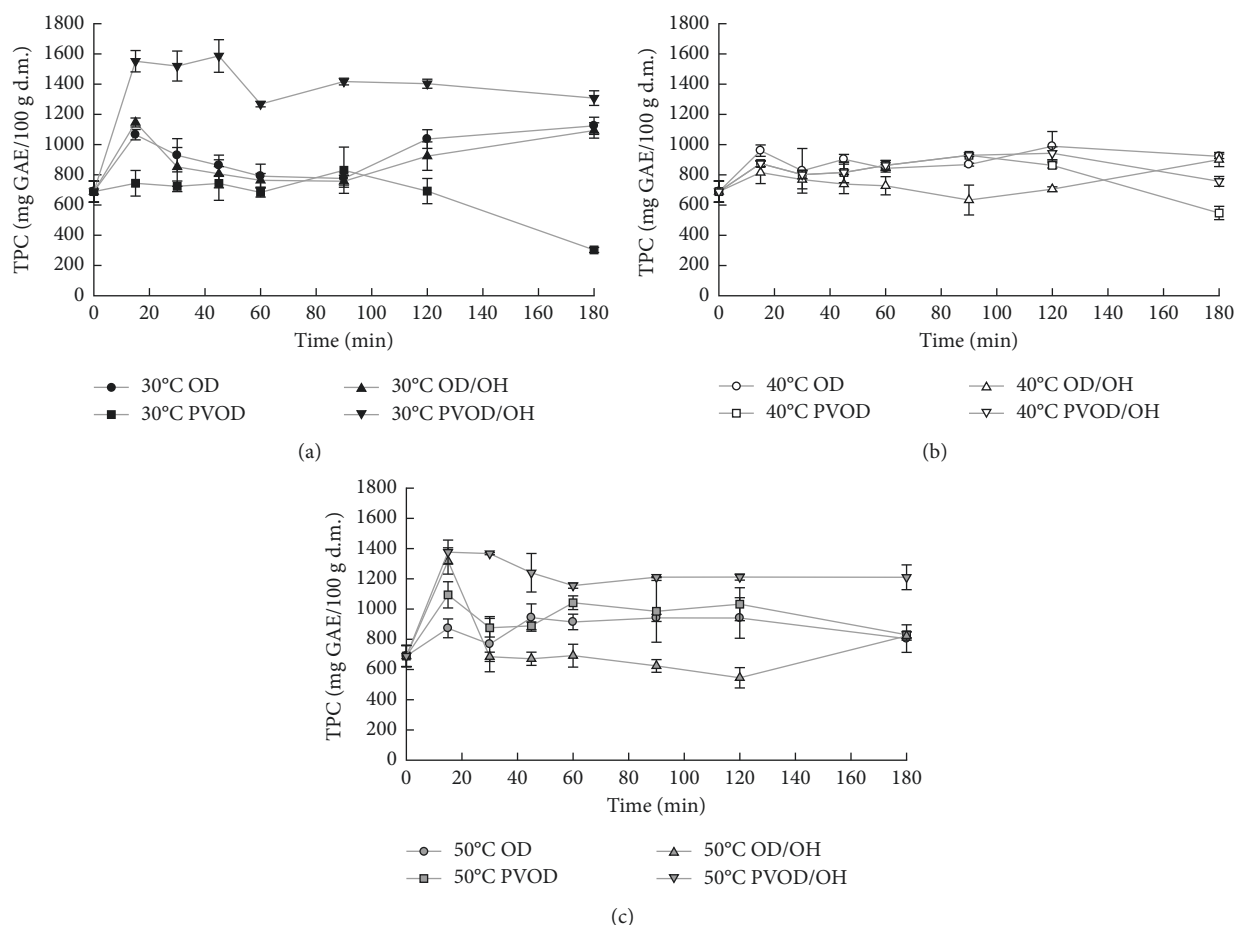 1800
1600
1400
1200
1000
800
600
400
200
0
TPC (mg GAE/100 g d.m.)
0 20 40 60 80 100 120 140 160 180
Time (min)
30°C OD
30°C PVOD
30°C OD/OH
30°C PVOD/OH
(a)
1800
1600
1400
1200
1000
800
600
400
200
0
TPC (mg GAE/100 g d.m.)
0 20 40 60 80 100 120 140 160 180
Time (min)
40°C OD
40°C PVOD
40°C OD/OH
40°C PVOD/OH
(b)
1800
1600
1400
1200
1000
800
600
400
200
0
TPC (mg GAE/100 g d.m.)
0 20 40 60 80 100 120 140 160 180
Time (min)
50°C OD
50°C PVOD
50°C OD/OH
50°C PVOD/OH
(c)